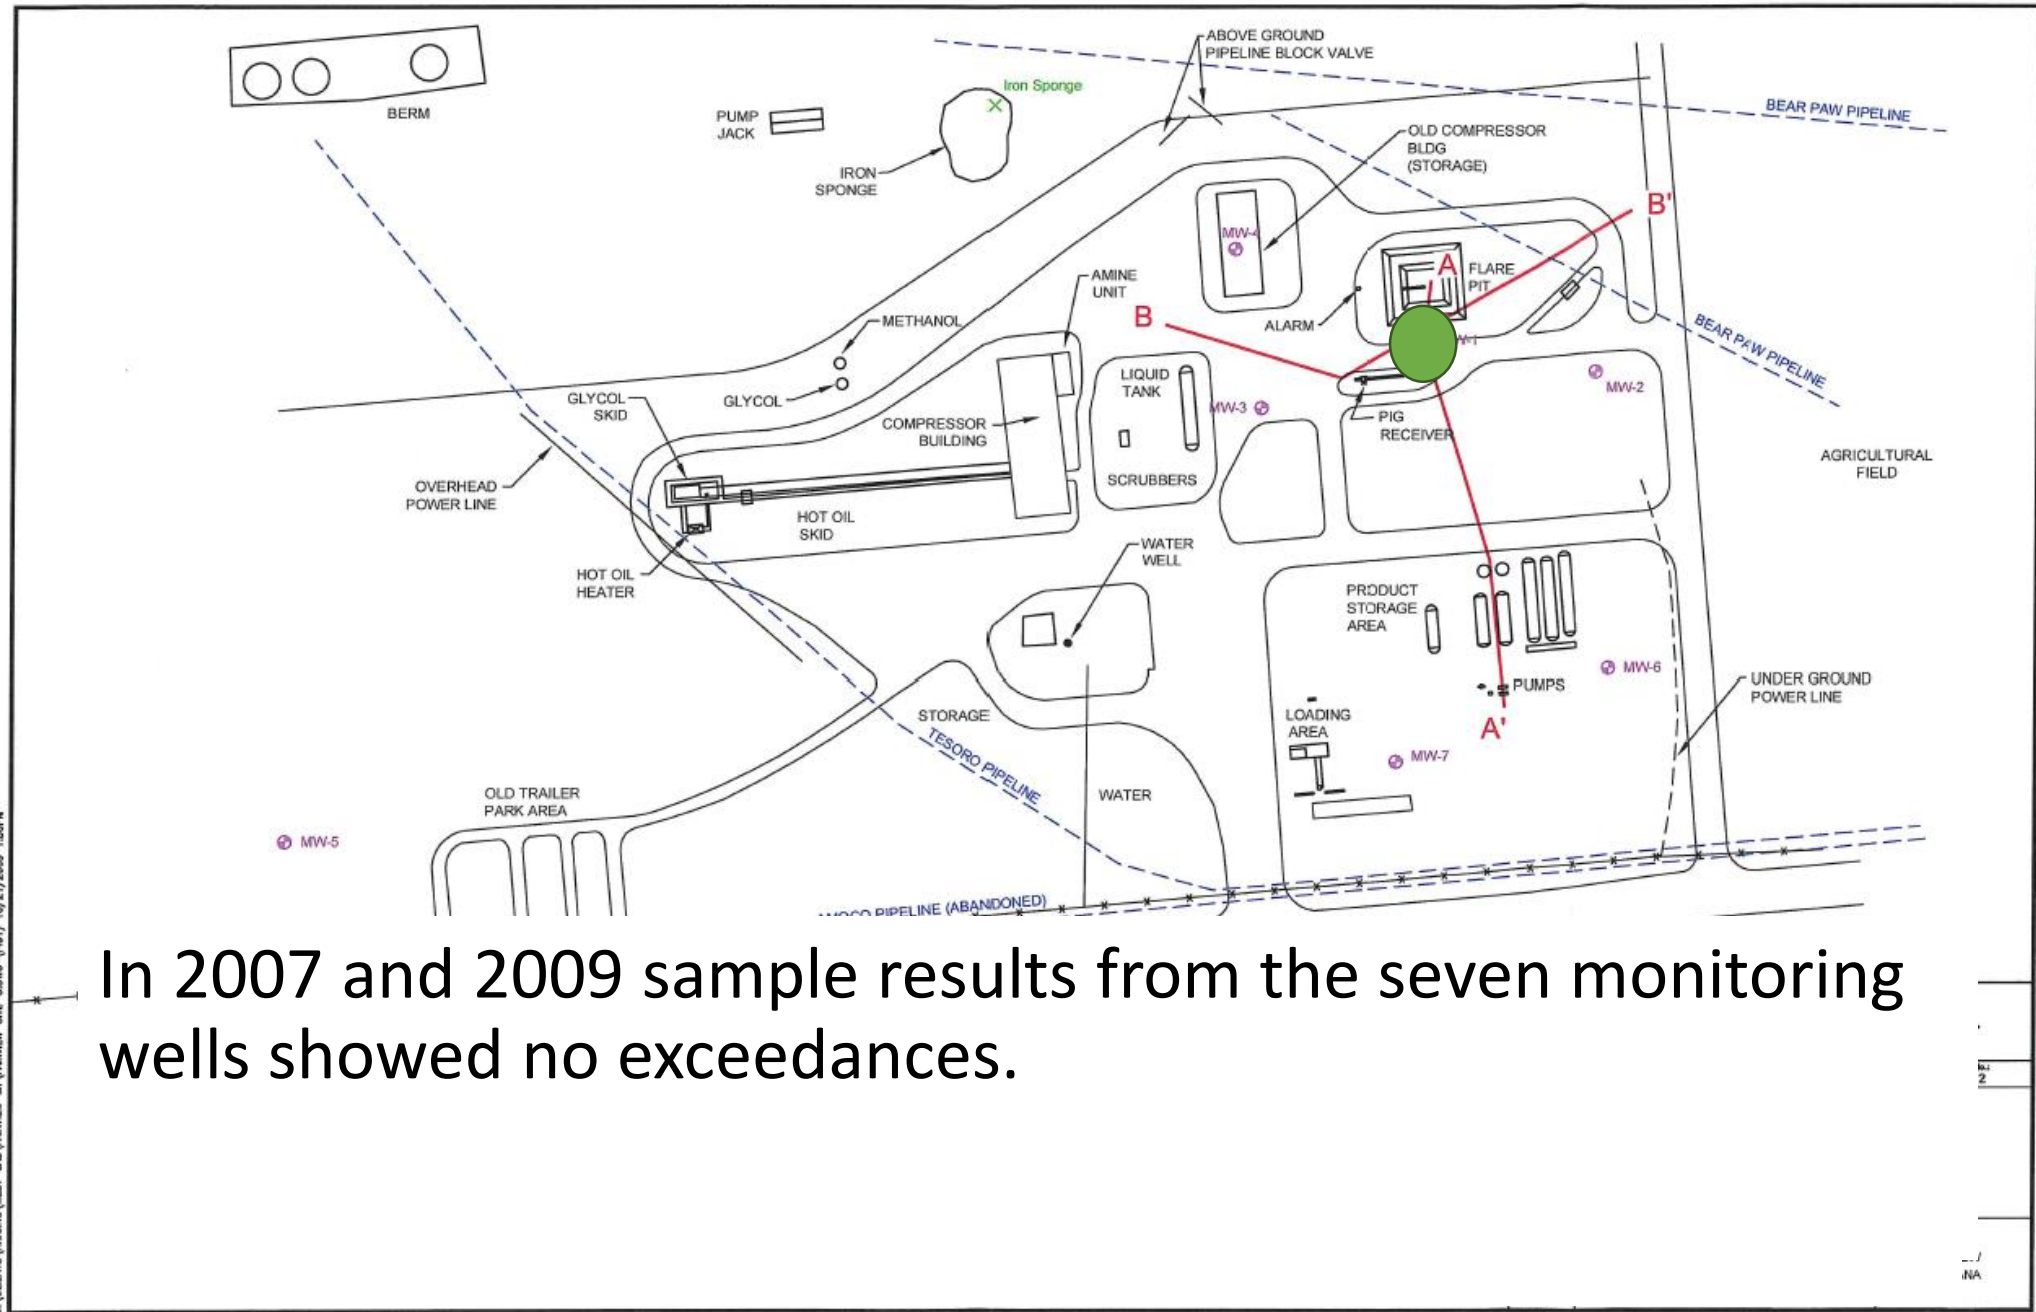 ABOVE GROUND
PIPELINE BLOCK VALVE
Iron Sponge
BERM
PUMP
JACK
BEAR PAW PIPELINE
OLD COMPRESSOR
BLDG
(STORAGE)
IRON
SPONGE
B'
MW-4
A
FLARE
PIT
AMINE
UNIT
B
ALARM
METHANOL
BEAR PAW PIPELINE
LIQUID
TANK
MW-2
GLYCOL
SKID
GLYCOL
MW-3
PIG
RECEIVER
COMPRESSOR
BUILDING
AGRICULTURAL
FIELD
OVERHEAD
POWER LINE
SCRUBBERS
HOT OIL
SKID
WATER
WELL
HOT OIL
HEATER
PRODUCT
STORAGE
AREA
MW-6
PUMPS
UNDER GROUND
POWER LINE
STORAGE
LOADING
AREA
A'
TESORO PIPELINE
MW-7
OLD TRAILER
PARK AREA
WATER
MW-5
PIPELINE (ABANDONED)
In 2007 and 2009 sample results from the seven monitoring
wells showed no exceedances.